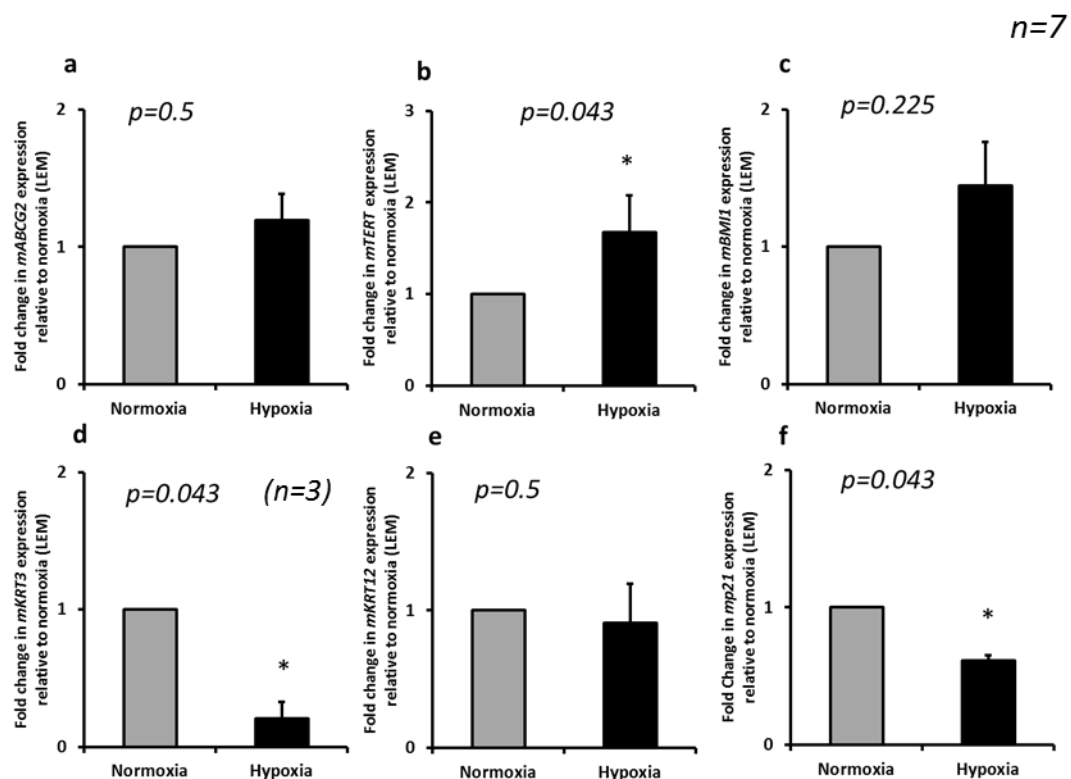 n=7
a
p=0.5
Fold change in mABCG2 expression
relative to normoxia (LEM)
2
1
0
Normoxia Hypoxia
b
p=0.043
Fold change in mTERT expression
relative to normoxia (LEM)
3
2
1
0
*
Normoxia Hypoxia
c
p=0.225
Fold change in mBMI1 expression
relative to normoxia (LEM)
2
1
0
Normoxia Hypoxia
d
p=0.043 (n=3)
Fold change in mKRT3 expression
relative to normoxia (LEM)
2
1
0
*
Normoxia Hypoxia
e
p=0.5
Fold change in mKRT12 expression
relative to normoxia (LEM)
2
1
0
Normoxia Hypoxia
f
p=0.043
Fold Change in mp21 expression
relative to normoxia (LEM)
2
1
0
*
Normoxia Hypoxia